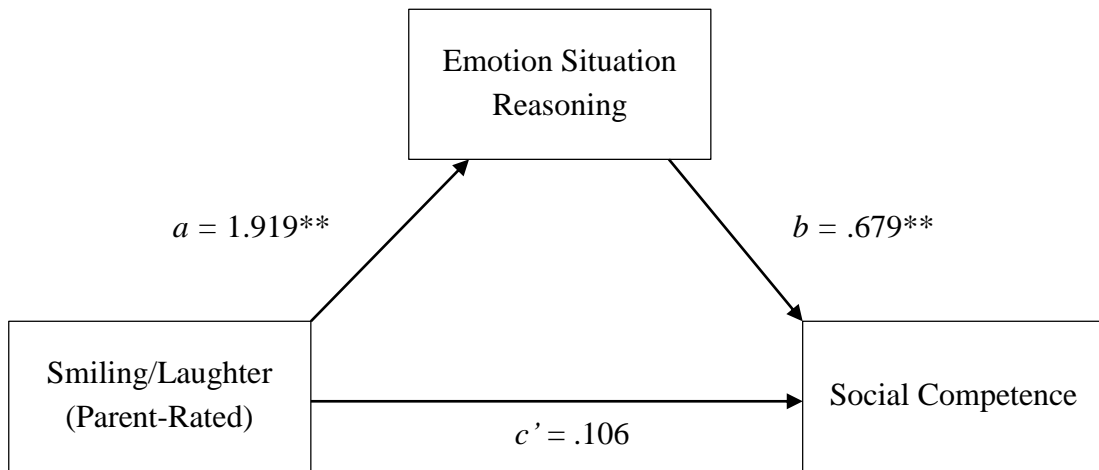 Emotion Situation
Reasoning
a = 1.919**
b = .679**
Smiling/Laughter
(Parent-Rated)
Social Competence
c’ = .106